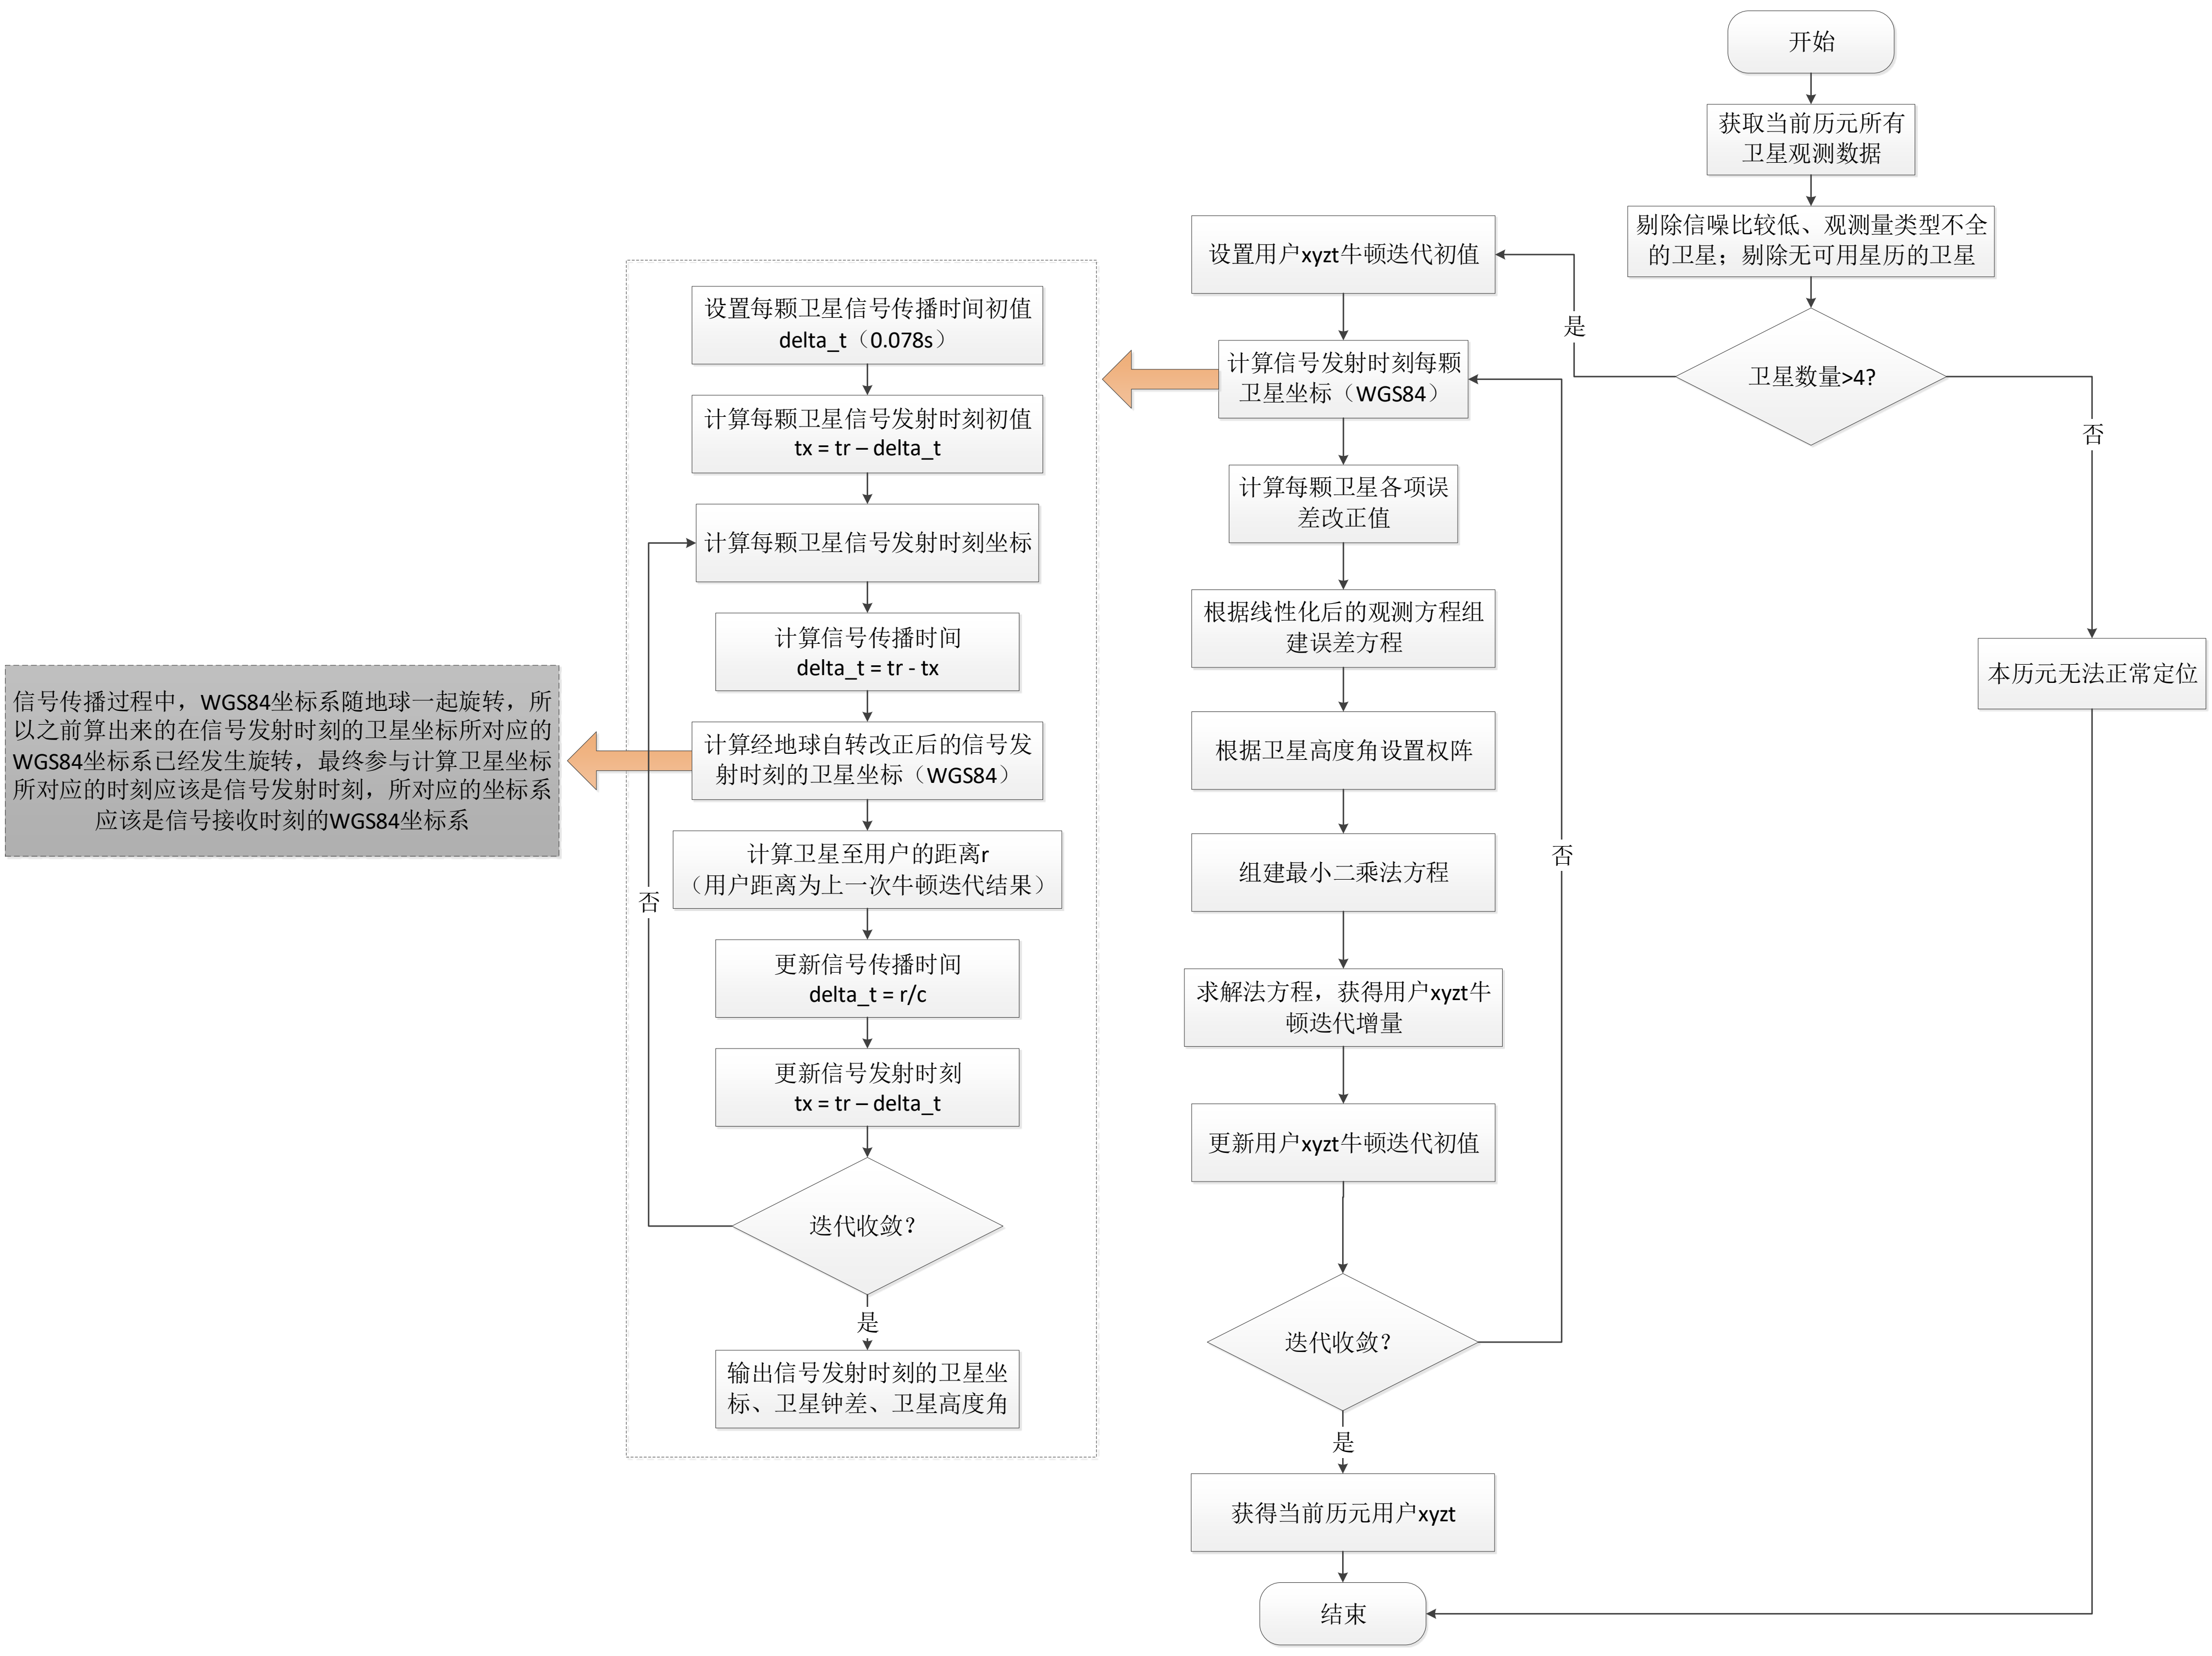 开始
获取当前历元所有
卫星观测数据
剔除信噪比较低、观测量类型不全
的卫星；剔除无可用星历的卫星
卫星数量>4?
是
否
本历元无法正常定位
设置用户xyzt牛顿迭代初值
计算信号发射时刻每颗
卫星坐标（WGS84）
计算每颗卫星各项误
差改正值
根据线性化后的观测方程组
建误差方程
根据卫星高度角设置权阵
组建最小二乘法方程
求解法方程，获得用户xyzt牛
顿迭代增量
更新用户xyzt牛顿迭代初值
迭代收敛？
否
是
获得当前历元用户xyzt
结束
设置每颗卫星信号传播时间初值
delta_t（0.078s）
计算每颗卫星信号发射时刻初值
tx = tr – delta_t
计算每颗卫星信号发射时刻坐标
计算信号传播时间
delta_t = tr - tx
计算经地球自转改正后的信号发
射时刻的卫星坐标（WGS84）
计算卫星至用户的距离r
（用户距离为上一次牛顿迭代结果）
更新信号传播时间
delta_t = r/c
更新信号发射时刻
tx = tr – delta_t
迭代收敛？
否
是
输出信号发射时刻的卫星坐
标、卫星钟差、卫星高度角
信号传播过程中，WGS84坐标系随地球一起旋转，所
以之前算出来的在信号发射时刻的卫星坐标所对应的
WGS84坐标系已经发生旋转，最终参与计算卫星坐标
所对应的时刻应该是信号发射时刻，所对应的坐标系
应该是信号接收时刻的WGS84坐标系